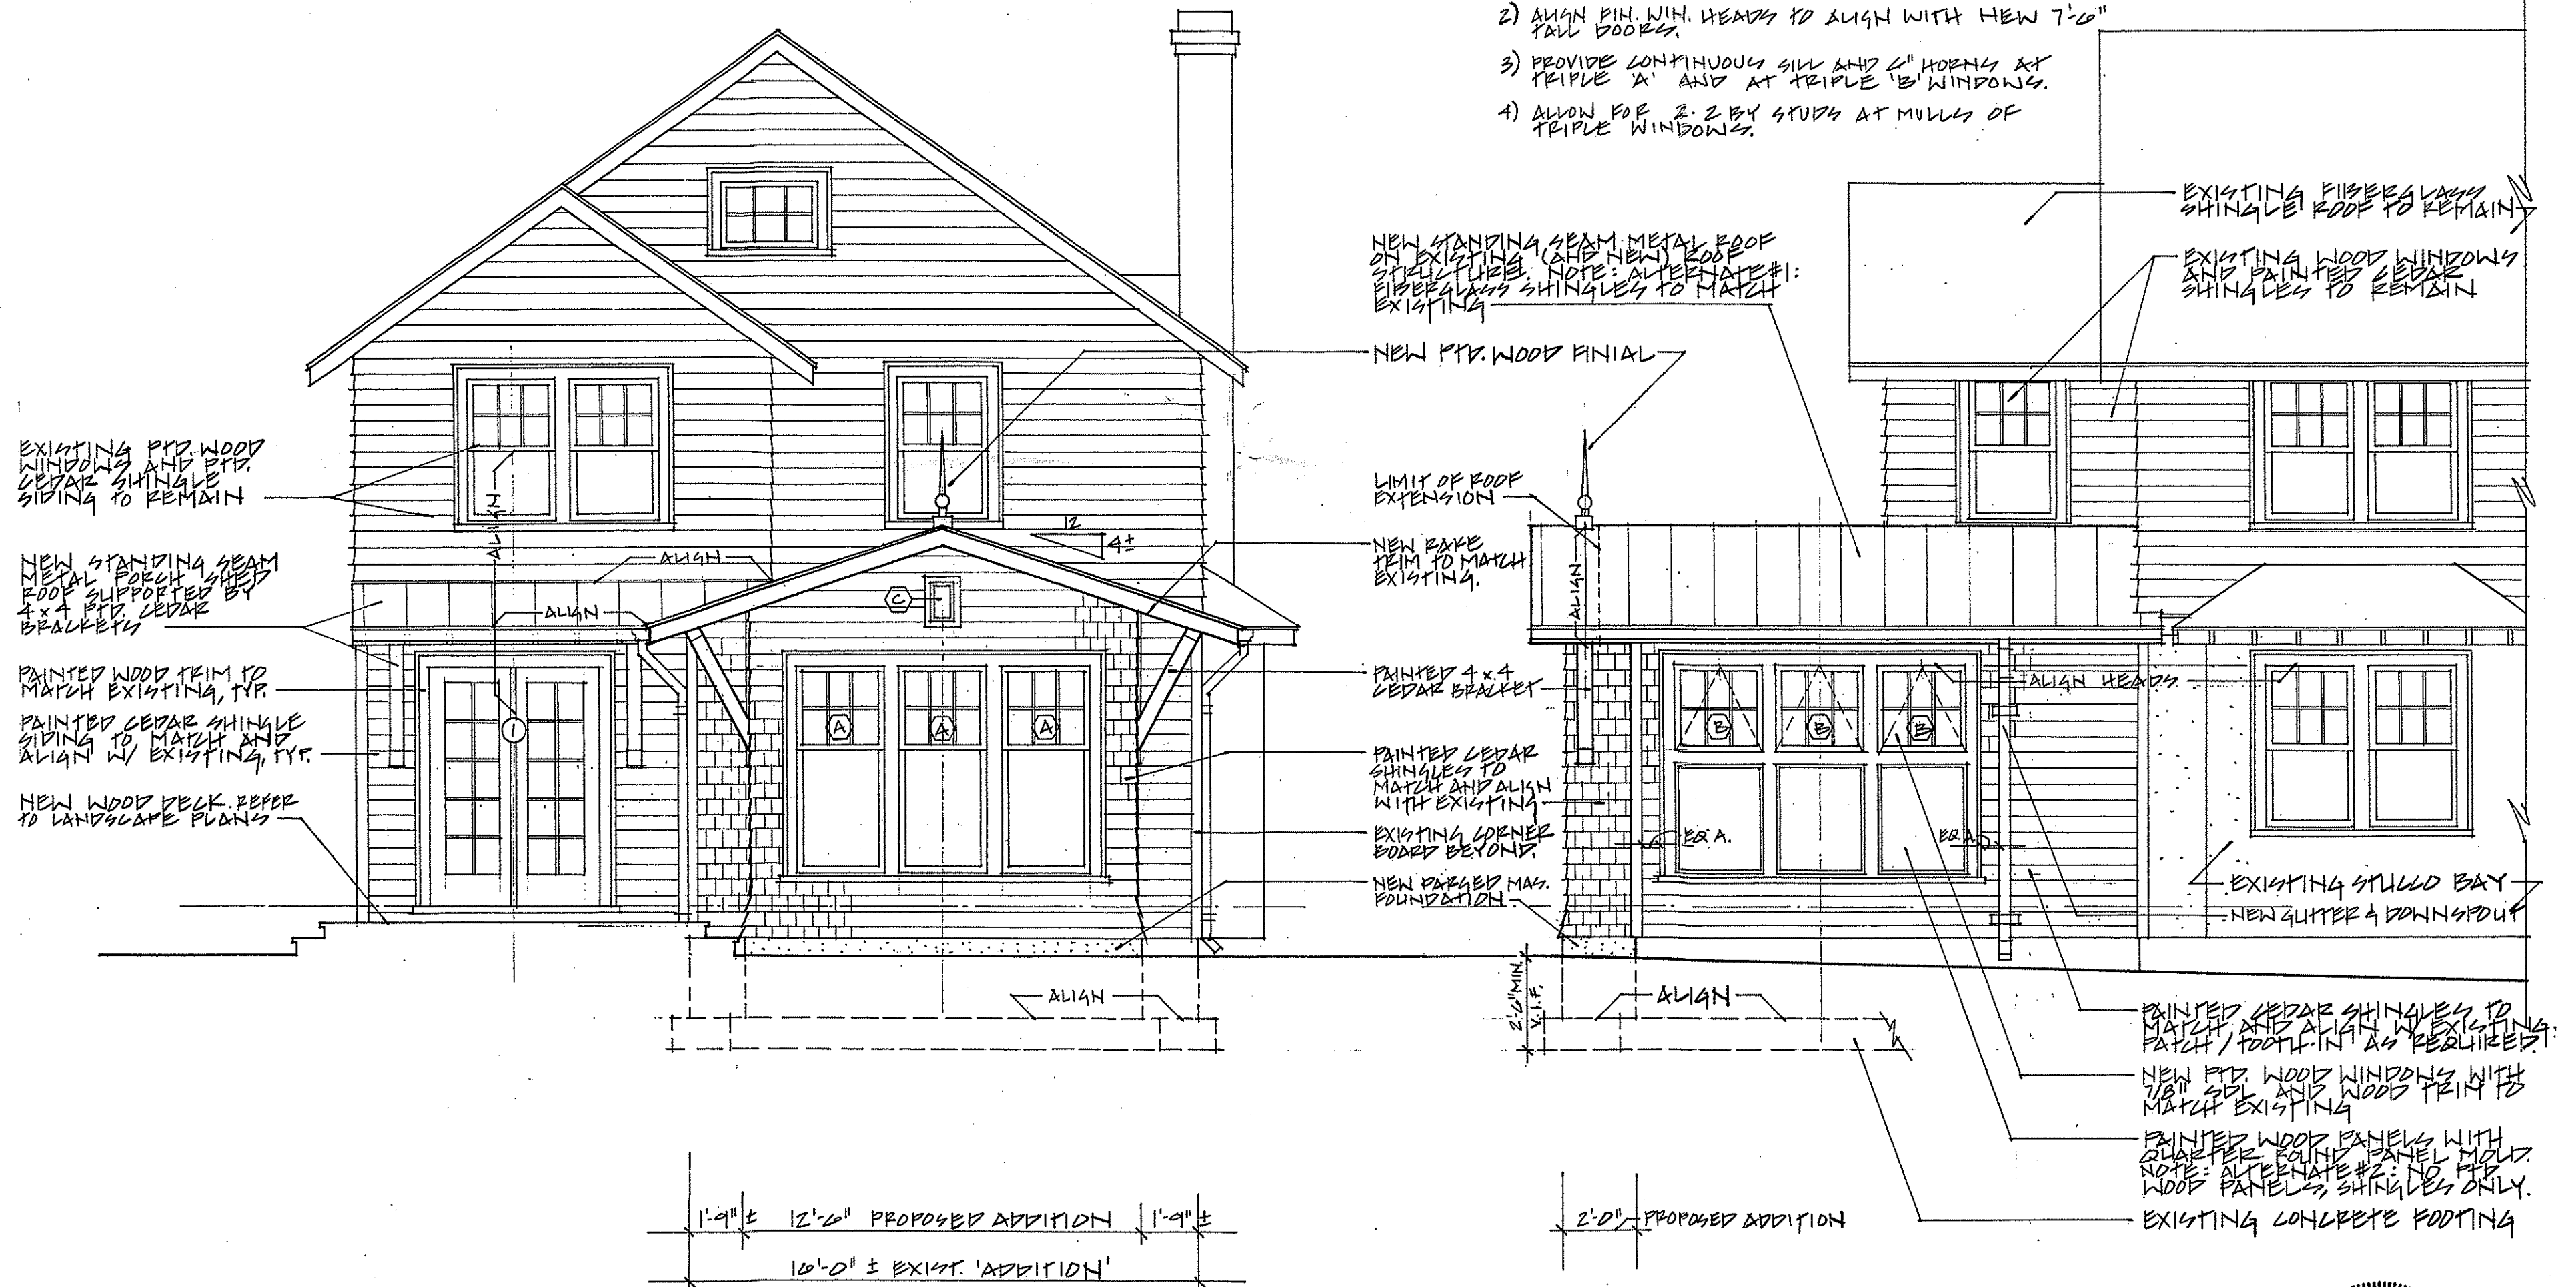 2) ALIGN FIN. WIN. HEADS TO ALIGN WITH NEW 7'-6"
TALL DOORS.
3) PROVIDE CONTINUOUS SILL AND 6" HORNS AT
TRIPLE 'A' AND AT TRIPLE 'B' WINDOWS.
4) ALLOW FOR 2-2 BY STUDS AT MULLS OF
TRIPLE WINDOWS.
EXISTING PTD. WOOD
WINDOWS AND PTD.
CEDAR SHINGLE
SIDING TO REMAIN
NEW STANDING SEAM
METAL PORCH SHED
ROOF SUPPORTED BY
4x4 PTD. CEDAR
BRACKETS
PAINTED WOOD TRIM TO
MATCH EXISTING, TYP.
PAINTED CEDAR SHINGLE
SIDING TO MATCH AND
ALIGN W/ EXISTING, TYP.
NEW WOOD DECK. REFER
TO LANDSCAPE PLANS
ALIGN
ALIGN
ALIGN
12
4±
C
1
A
A
A
ALIGN
1'-9" ±
12'-6" PROPOSED ADDITION
1'-9" ±
16'-0" ± EXIST. 'ADDITION'
NEW STANDING SEAM METAL ROOF
ON EXISTING (AND NEW) ROOF
STRUCTURE. NOTE: ALTERNATE #1:
FIBERGLASS SHINGLES TO MATCH
EXISTING
NEW PTD. WOOD FINIAL
LIMIT OF ROOF
EXTENSION
NEW RAKE
TRIM TO MATCH
EXISTING.
PAINTED 4x4
CEDAR BRACKET
PAINTED CEDAR
SHINGLES TO
MATCH AND ALIGN
WITH EXISTING
EXISTING CORNER
BOARD BEYOND.
NEW PARGED MAS.
FOUNDATION
ALIGN
B
B
B
ALIGN HEADS
EQ A.
EQ A.
2'-6" MIN.
V.I.F.
ALIGN
2'-0" PROPOSED ADDITION
EXISTING FIBERGLASS
SHINGLE ROOF TO REMAIN
EXISTING WOOD WINDOWS
AND PAINTED CEDAR
SHINGLES TO REMAIN
EXISTING STUCCO BAY
NEW GUTTER & DOWNSPOUT
PAINTED CEDAR SHINGLES TO
MATCH AND ALIGN W/ EXISTING:
PATCH / 'TOOTH-IN' AS REQUIRED.
NEW PTD. WOOD WINDOWS WITH
7/8" SDL AND WOOD TRIM TO
MATCH EXISTING
PAINTED WOOD PANELS WITH
QUARTER ROUND PANEL MOLD.
NOTE: ALTERNATE #2: NO PTD.
WOOD PANELS, SHINGLES ONLY.
EXISTING CONCRETE FOOTING